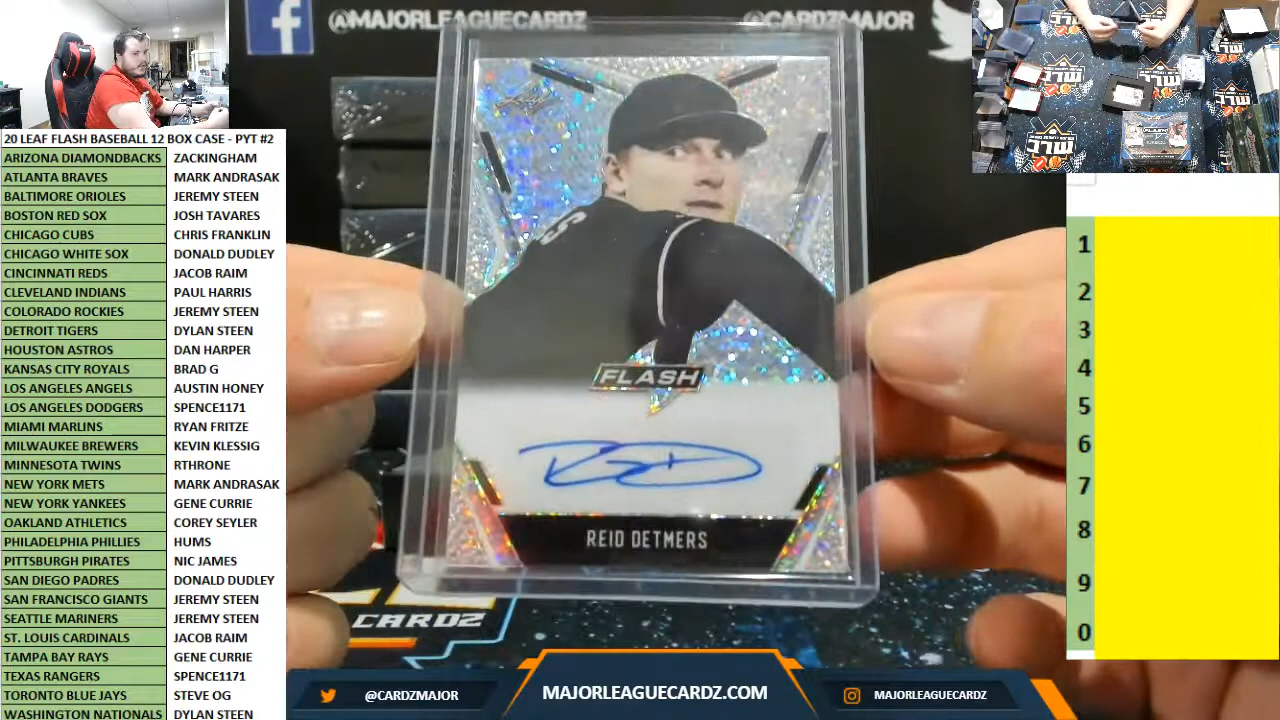 @MAJORLEAGUECARDZ
@CARDZMAJOR
20 LEAF FLASH BASEBALL 12 BOX CASE - PYT #2
ARIZONA DIAMONDBACKS ZACKINGHAM
ATLANTA BRAVES MARK ANDRASAK
BALTIMORE ORIOLES JEREMY STEEN
BOSTON RED SOX JOSH TAVARES
CHICAGO CUBS CHRIS FRANKLIN
CHICAGO WHITE SOX DONALD DUDLEY
CINCINNATI REDS JACOB RAIM
CLEVELAND INDIANS PAUL HARRIS
COLORADO ROCKIES JEREMY STEEN
DETROIT TIGERS DYLAN STEEN
HOUSTON ASTROS DAN HARPER
KANSAS CITY ROYALS BRAD G
LOS ANGELES ANGELS AUSTIN HONEY
LOS ANGELES DODGERS SPENCE1171
MIAMI MARLINS RYAN FRITZE
MILWAUKEE BREWERS KEVIN KLESSIG
MINNESOTA TWINS RTHRONE
NEW YORK METS MARK ANDRASAK
NEW YORK YANKEES GENE CURRIE
OAKLAND ATHLETICS COREY SEYLER
PHILADELPHIA PHILLIES HUMS
PITTSBURGH PIRATES NIC JAMES
SAN DIEGO PADRES DONALD DUDLEY
SAN FRANCISCO GIANTS JEREMY STEEN
SEATTLE MARINERS JEREMY STEEN
ST. LOUIS CARDINALS JACOB RAIM
TAMPA BAY RAYS GENE CURRIE
TEXAS RANGERS SPENCE1171
TORONTO BLUE JAYS STEVE OG
WASHINGTON NATIONALS DYLAN STEEN
Leaf
FLASH
REID DETMERS
CARDZ
1
2
3
4
5
6
7
8
9
0
@CARDZMAJOR
MAJORLEAGUECARDZ.COM
MAJORLEAGUECARDZ
FLASH